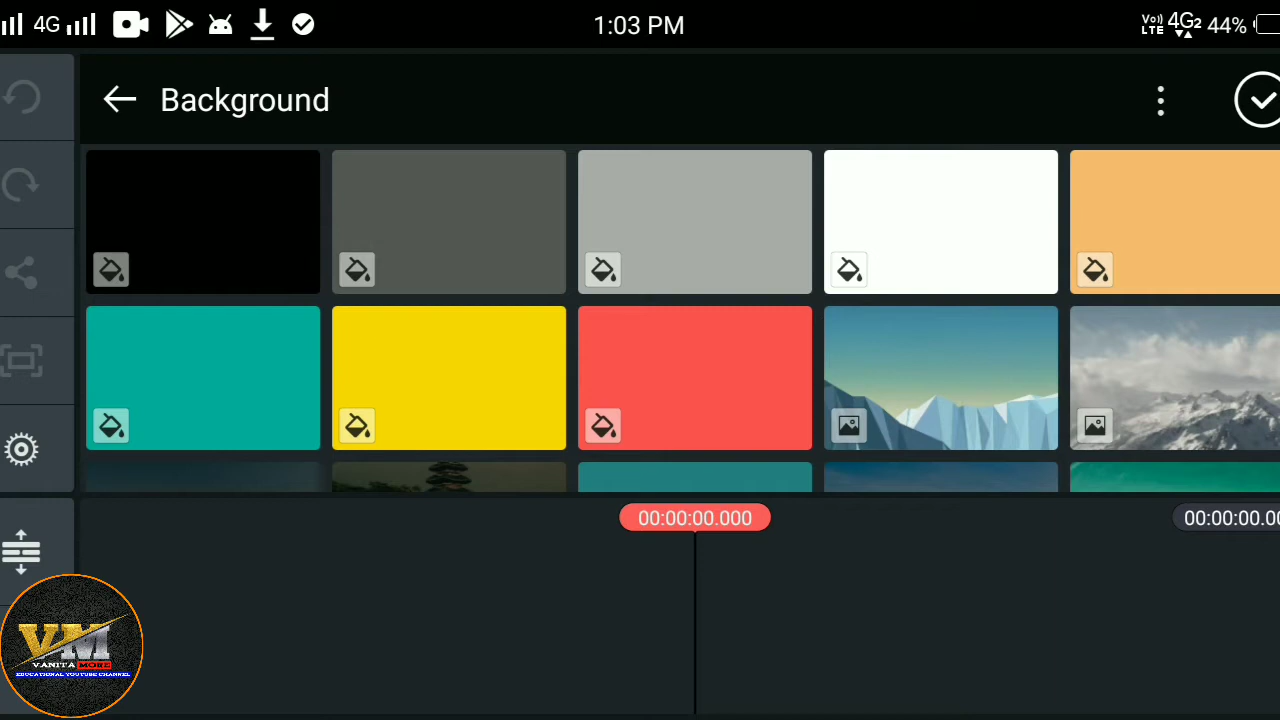 4G 1:03 PM Vo)) LTE 4G2 44%
Background
00:00:00.000 00:00:00.00
VM
VANITA MORE
EDUCATIONAL YOUTUBE CHANNEL